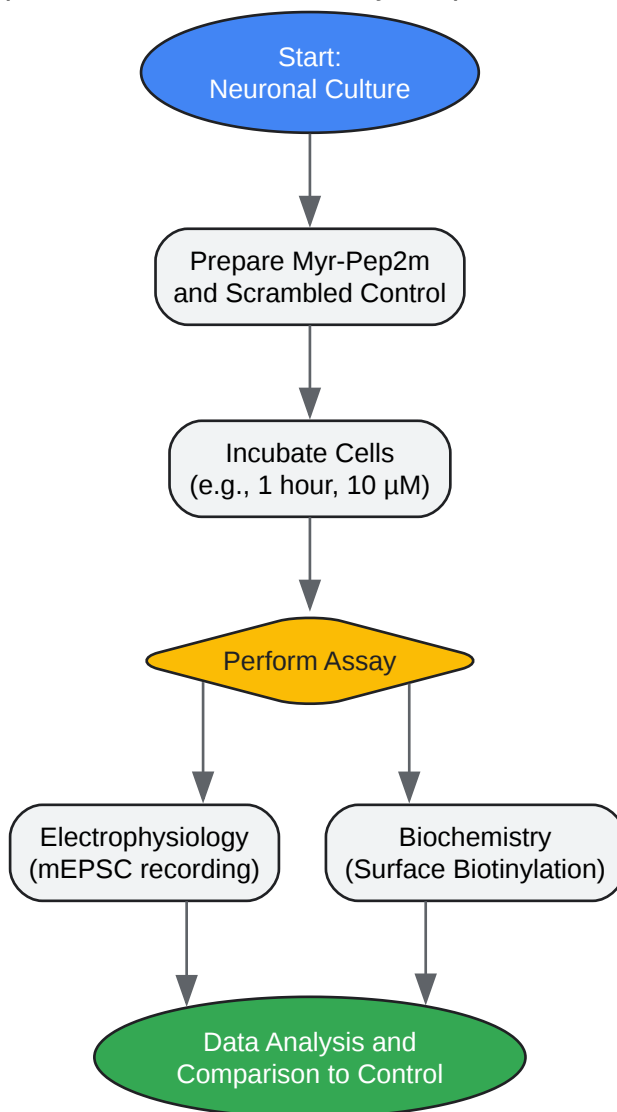 Start:
Neuronal Culture
Prepare Myr-Pep2m
and Scrambled Control
Incubate Cells
(e.g., 1 hour, 10 µM)
Perform Assay
Electrophysiology
(mEPSC recording)
Biochemistry
(Surface Biotinylation)
Data Analysis and
Comparison to Control